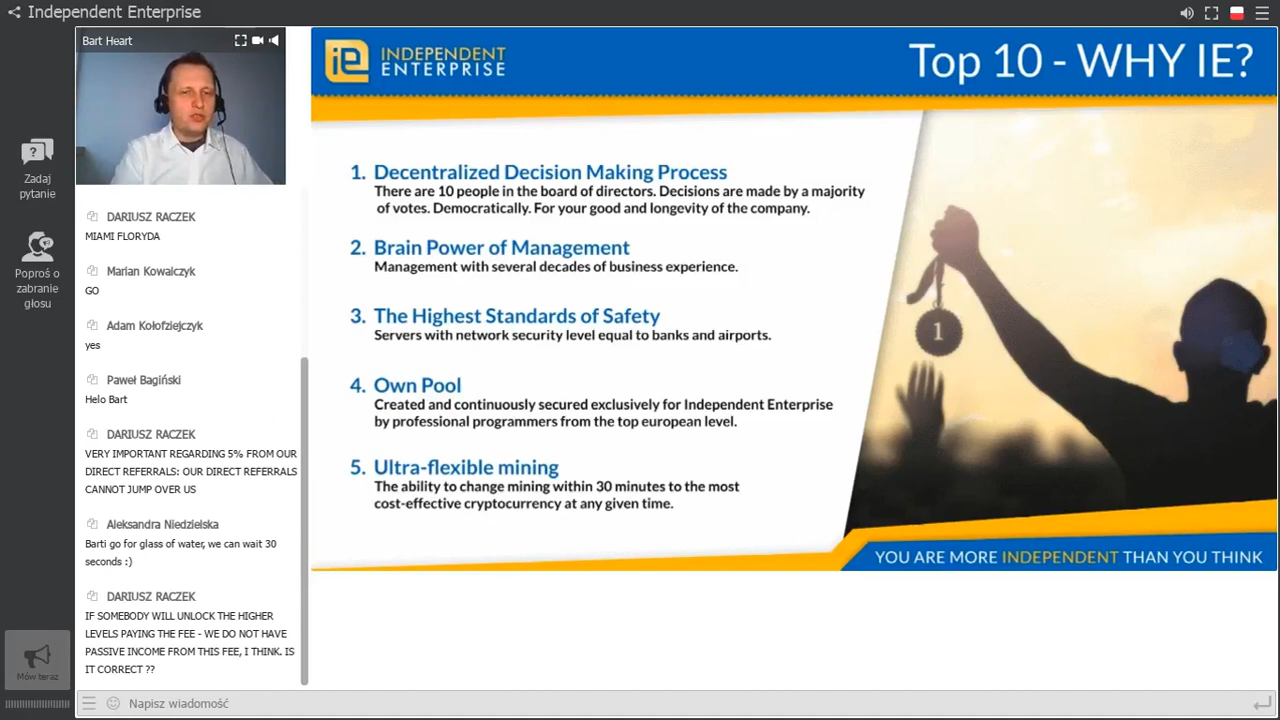 Independent Enterprise
Bart Heart
Zadaj
pytanie
Poproś o
zabranie
głosu
Mów teraz
DARIUSZ RACZEK
MIAMI FLORYDA
Marian Kowalczyk
GO
Adam Kołofziejczyk
yes
Paweł Bagiński
Helo Bart
DARIUSZ RACZEK
VERY IMPORTANT REGARDING 5% FROM OUR
DIRECT REFERRALS: OUR DIRECT REFERRALS
CANNOT JUMP OVER US
Aleksandra Niedzielska
Barti go for glass of water, we can wait 30
seconds :)
DARIUSZ RACZEK
IF SOMEBODY WILL UNLOCK THE HIGHER
LEVELS PAYING THE FEE - WE DO NOT HAVE
PASSIVE INCOME FROM THIS FEE, I THINK. IS
IT CORRECT ??
Napisz wiadomość
ie INDEPENDENT
ENTERPRISE
Top 10 - WHY IE?
1. Decentralized Decision Making Process
There are 10 people in the board of directors. Decisions are made by a majority
of votes. Democratically. For your good and longevity of the company.
2. Brain Power of Management
Management with several decades of business experience.
3. The Highest Standards of Safety
Servers with network security level equal to banks and airports.
4. Own Pool
Created and continuously secured exclusively for Independent Enterprise
by professional programmers from the top european level.
5. Ultra-flexible mining
The ability to change mining within 30 minutes to the most
cost-effective cryptocurrency at any given time.
1
YOU ARE MORE INDEPENDENT THAN YOU THINK